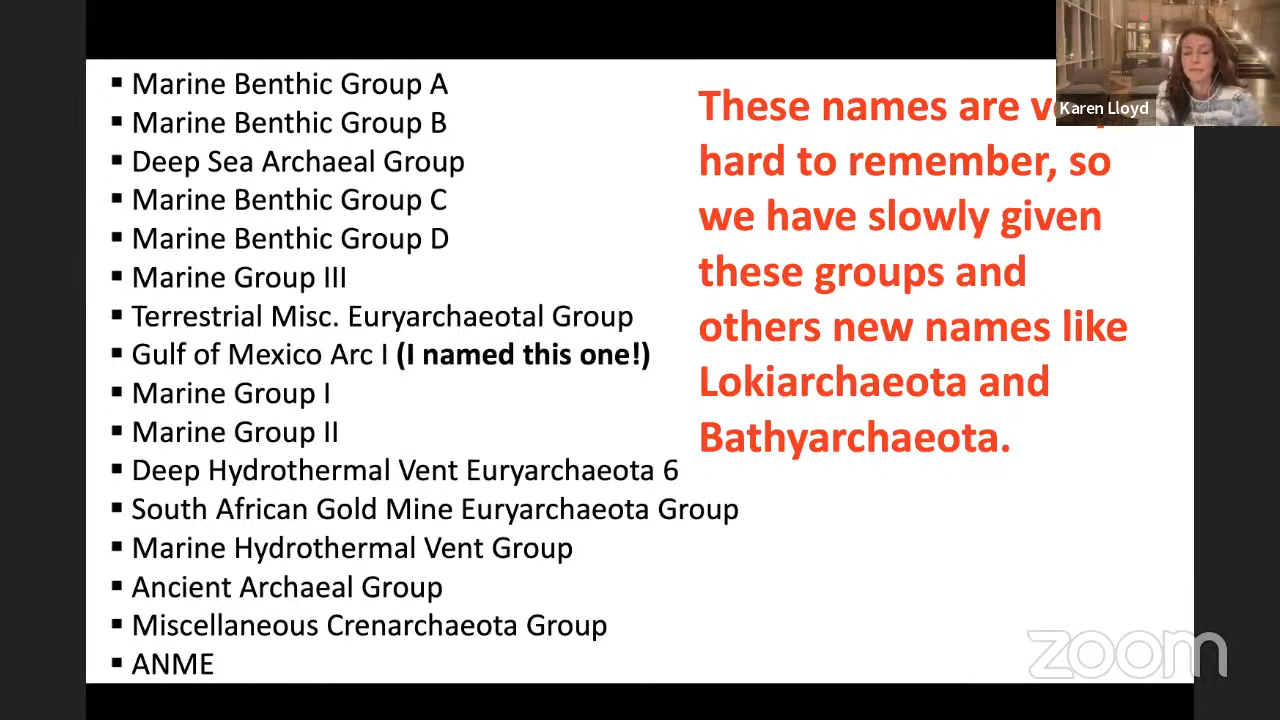 ▪ Marine Benthic Group A
▪ Marine Benthic Group B
▪ Deep Sea Archaeal Group
▪ Marine Benthic Group C
▪ Marine Benthic Group D
▪ Marine Group III
▪ Terrestrial Misc. Euryarchaeotal Group
▪ Gulf of Mexico Arc I (I named this one!)
▪ Marine Group I
▪ Marine Group II
▪ Deep Hydrothermal Vent Euryarchaeota 6
▪ South African Gold Mine Euryarchaeota Group
▪ Marine Hydrothermal Vent Group
▪ Ancient Archaeal Group
▪ Miscellaneous Crenarchaeota Group
▪ ANME
These names are
hard to remember, so
we have slowly given
these groups and
others new names like
Lokiarchaeota and
Bathyarchaeota.
Karen Lloyd
zoom